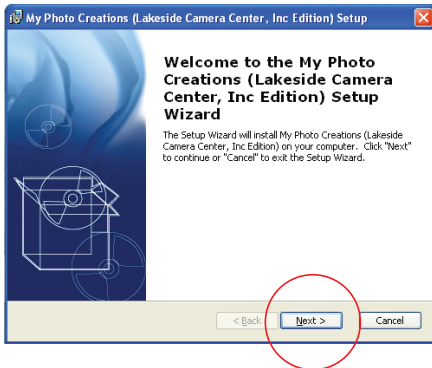 My Photo Creations (Lakeside Camera Center, Inc Edition) Setup
Welcome to the My Photo
Creations (Lakeside Camera
Center, Inc Edition) Setup
Wizard
The Setup Wizard will install My Photo Creations (Lakeside
Camera Center, Inc Edition) on your computer. Click "Next"
to continue or "Cancel" to exit the Setup Wizard.
< Back
Next >
Cancel